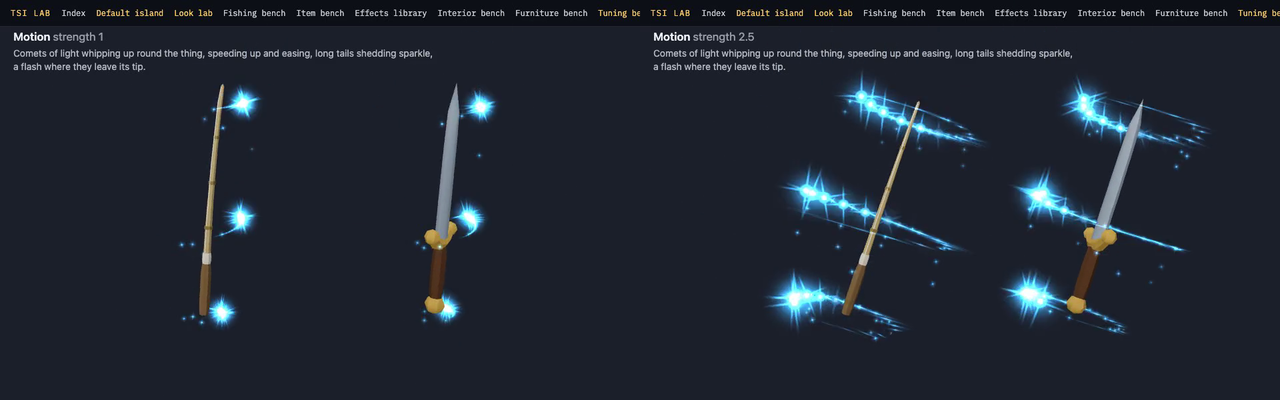 TSI LAB Index Default island Look lab Fishing bench Item bench Effects library Interior bench Furniture bench Tuning
Motion strength 1
Comets of light whipping up round the thing, speeding up and easing, long tails shedding sparkle,
a flash where they leave its tip.
TSI LAB Index Default island Look lab Fishing bench Item bench Effects library Interior bench Furniture bench Tuning
Motion strength 2.5
Comets of light whipping up round the thing, speeding up and easing, long tails shedding sparkle,
a flash where they leave its tip.